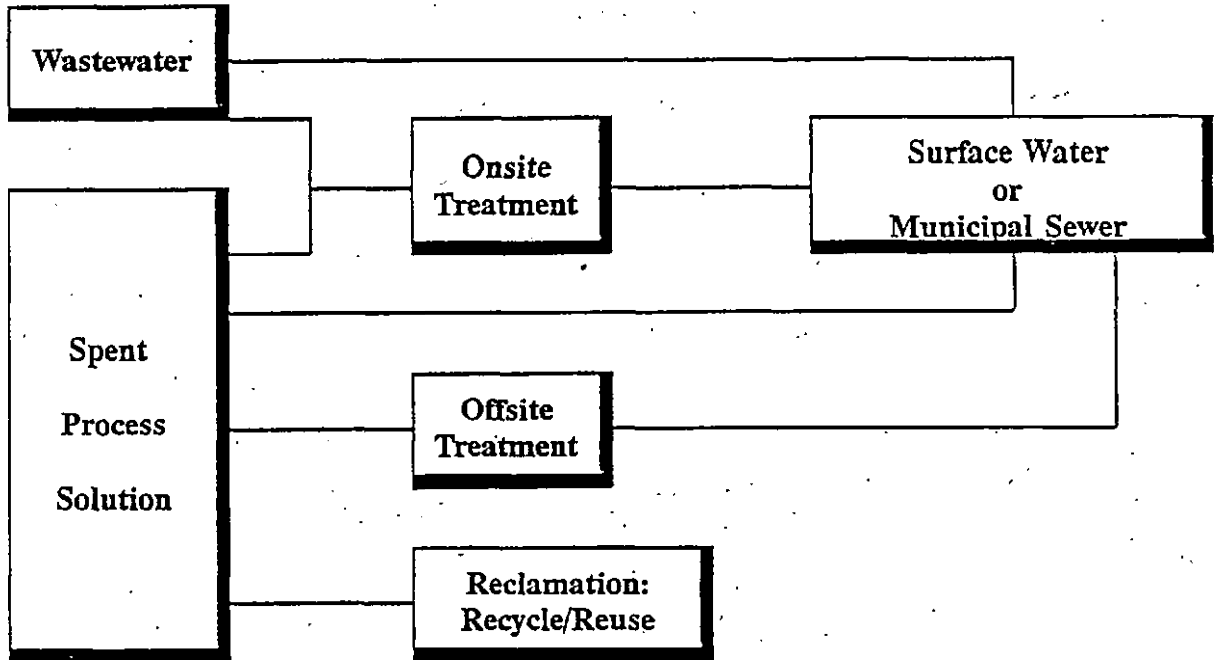 Wastewater
Onsite
Treatment
Surface Water
or
Municipal Sewer
Spent
Process
Solution
Offsite
Treatment
Reclamation:
Recycle/Reuse